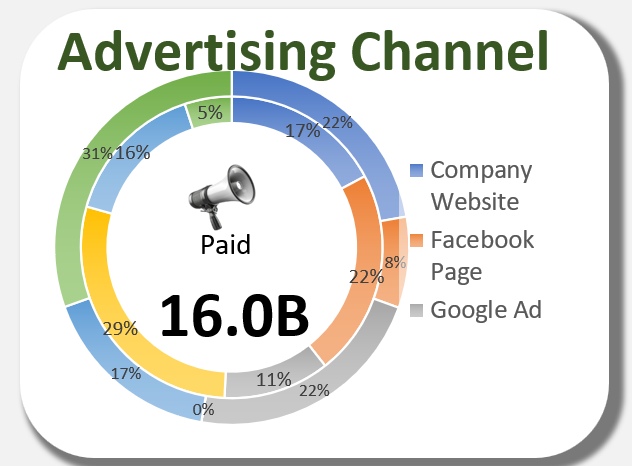 Advertising Channel
5%
17%
22%
31%
16%
Company
Website
Paid
Facebook
Page
8%
22%
16.0B
Google Ad
29%
17%
11%
22%
0%